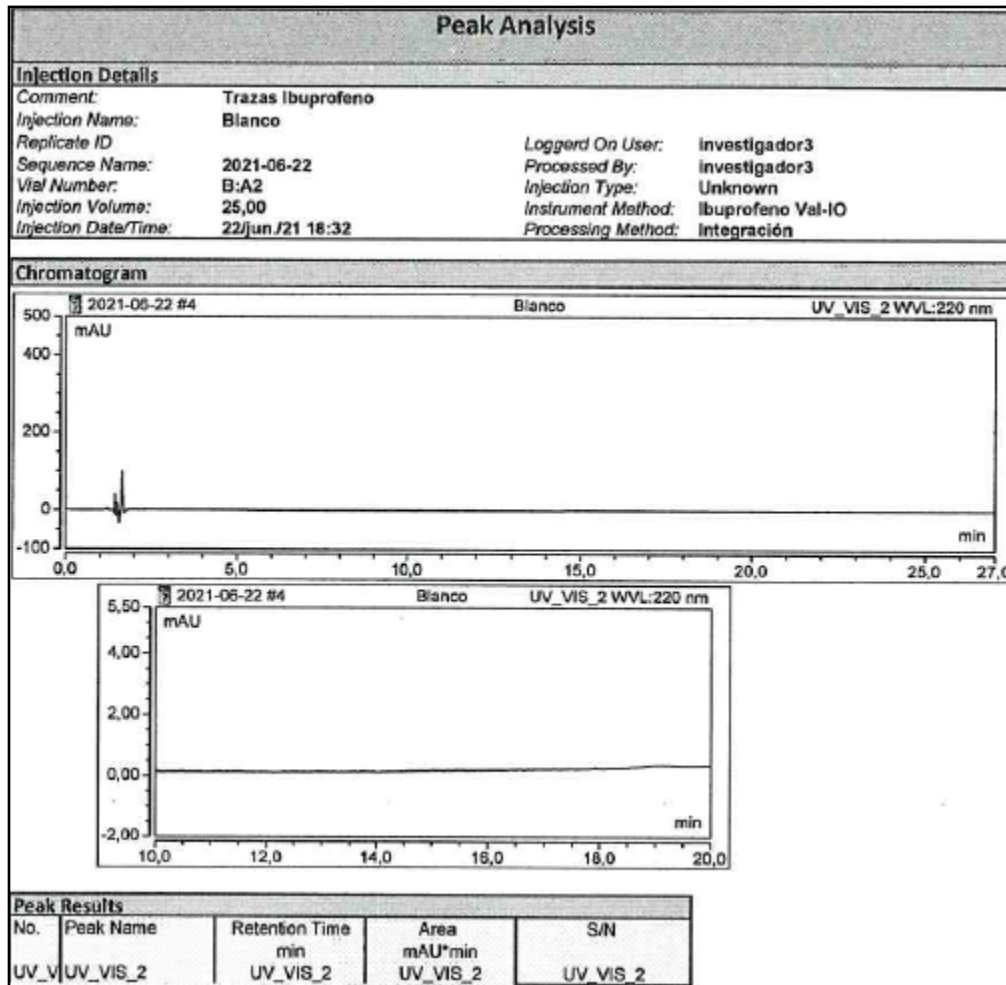 Peak Analysis
Injection Details
Comment: Trazas Ibuprofeno
Injection Name: Blanco
Replicate ID Loggerd On User: investigador3
Sequence Name: 2021-06-22 Processed By: investigador3
Vial Number: B:A2 Injection Type: Unknown
Injection Volume: 25,00 Instrument Method: Ibuprofeno Val-IO
Injection Date/Time: 22/jun./21 18:32 Processing Method: Integración
Chromatogram
2021-06-22 #4 Blanco UV_VIS_2 WVL:220 nm
500
mAU
400
200
0
min
-100
0,0 5,0 10,0 15,0 20,0 25,0 27,0
2021-06-22 #4 Blanco UV_VIS_2 WVL:220 nm
5,50
mAU
4,00
2,00
0,00
min
-2,00
10,0 12,0 14,0 16,0 18,0 20,0
Peak Results
No. Peak Name Retention Time Area S/N
min mAU*min
UV_V UV_VIS_2 UV_VIS_2 UV_VIS_2 UV_VIS_2